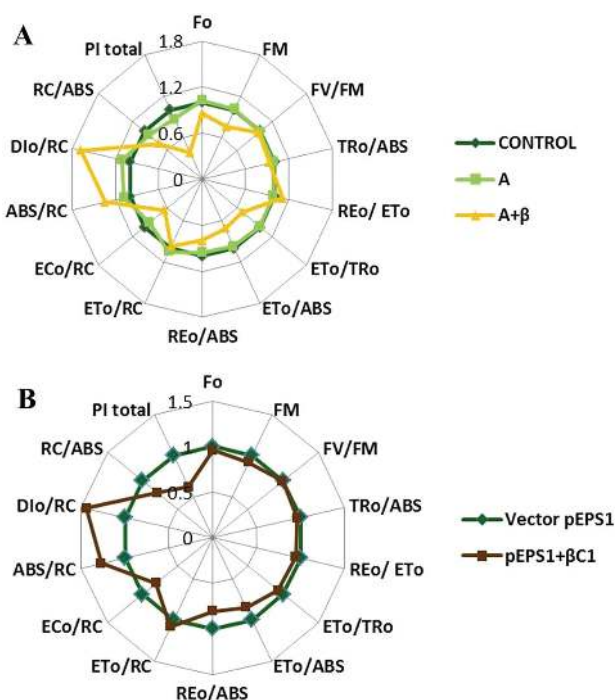 A
Fo
FM
FV/FM
TRo/ABS
REo/ ETo
ETo/TRo
ETo/ABS
REo/ABS
ETo/RC
ECo/RC
ABS/RC
DIo/RC
RC/ABS
PI total
1.8
1.2
0.6
0
CONTROL
A
A+β
B
Fo
FM
FV/FM
TRo/ABS
REo/ ETo
ETo/TRo
ETo/ABS
REo/ABS
ETo/RC
ECo/RC
ABS/RC
DIo/RC
RC/ABS
PI total
1.5
1
0.5
0
Vector pEPS1
pEPS1+βC1